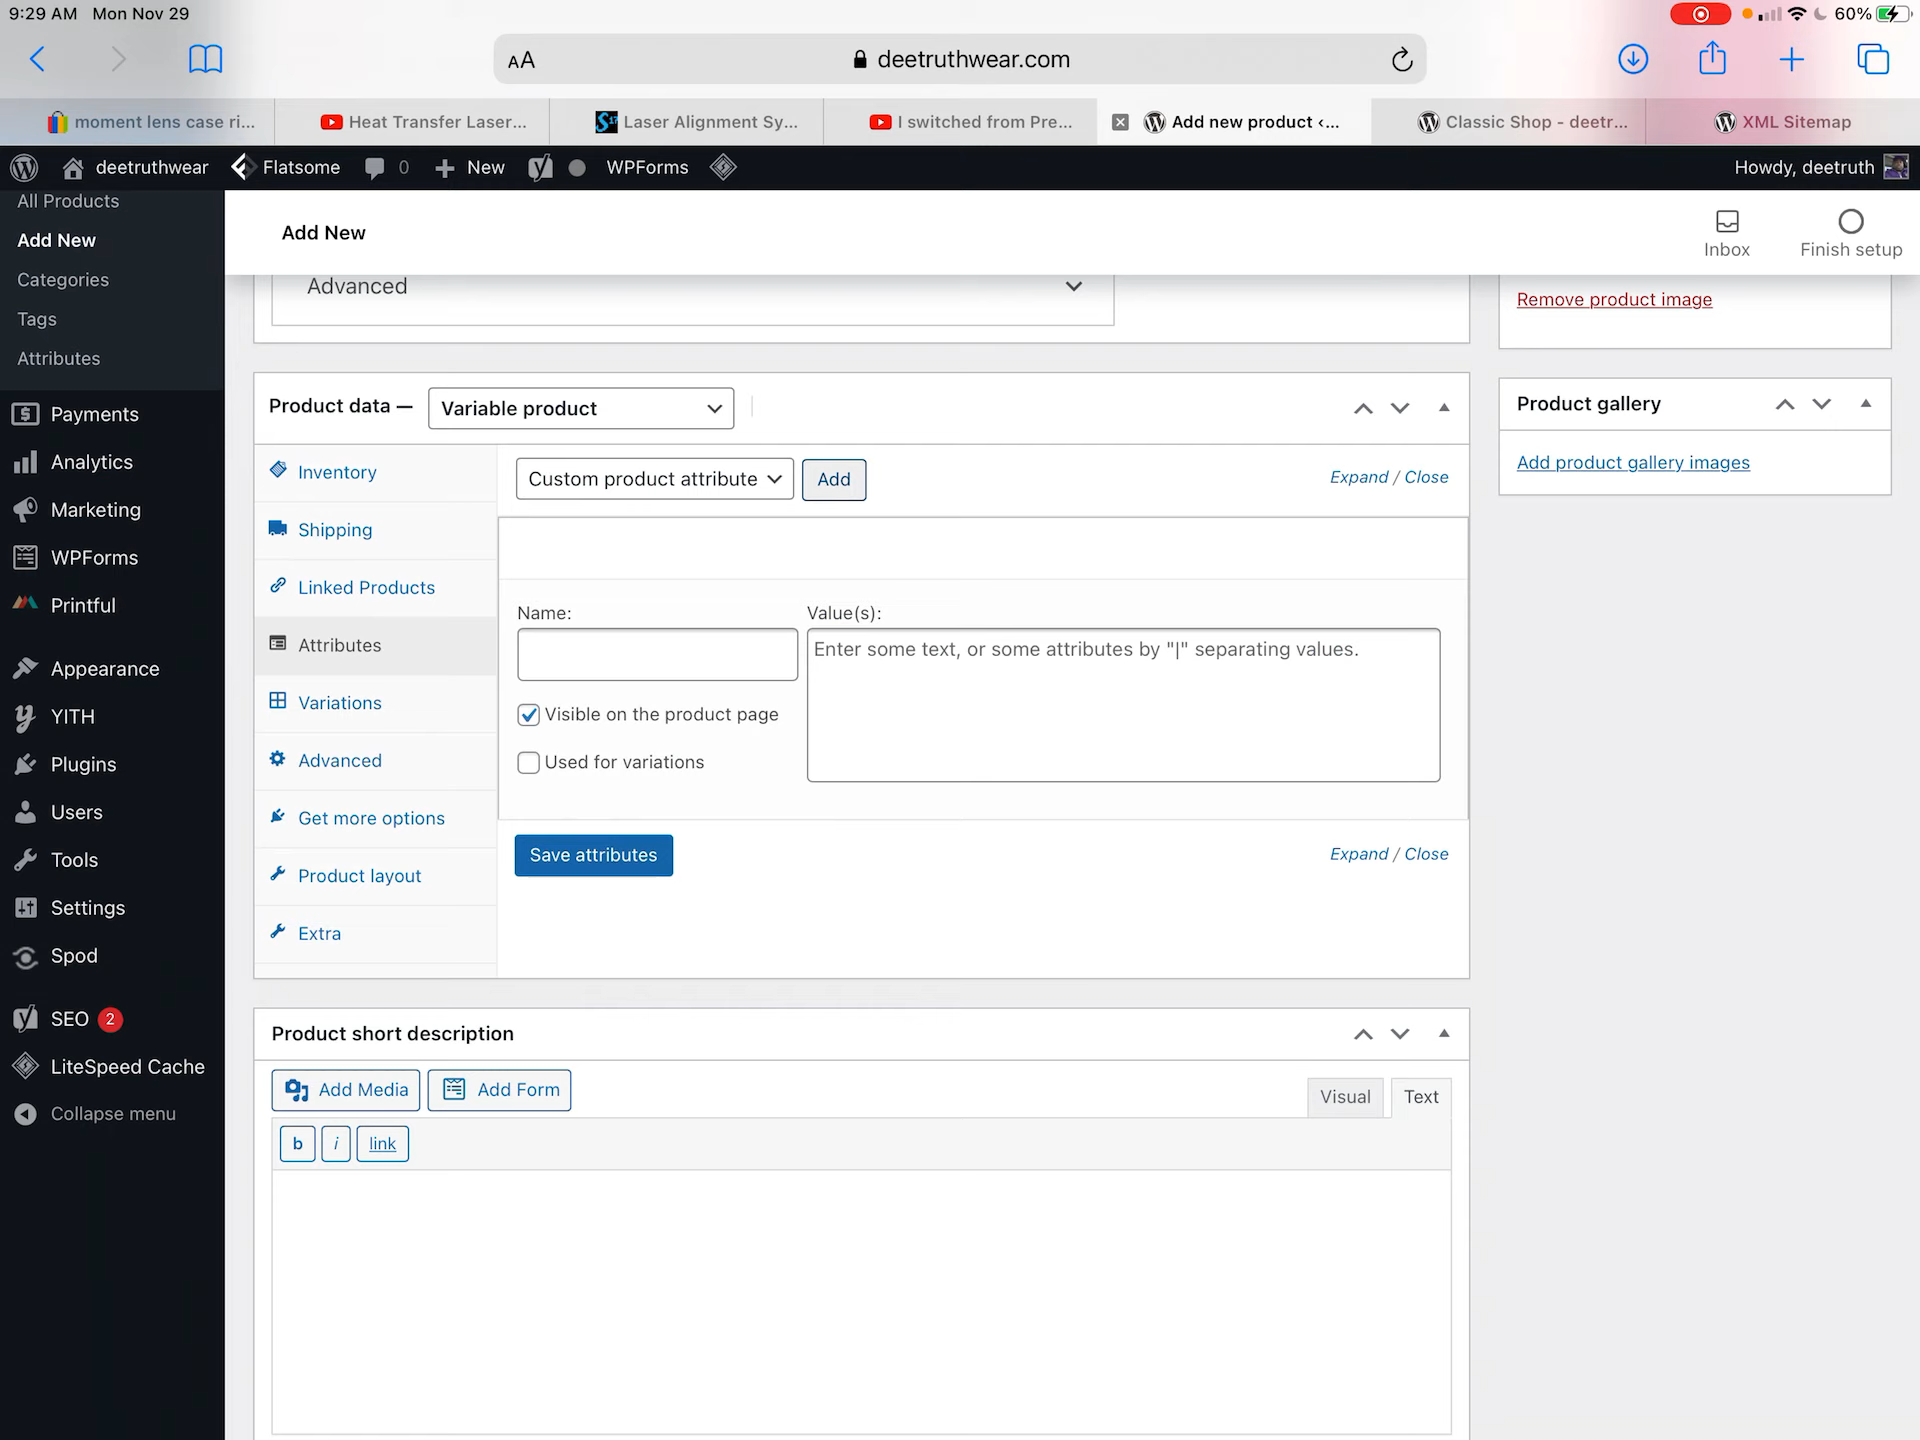 9:29 AM Mon Nov 29
60%
AA
deetruthwear.com
moment lens case ri...
Heat Transfer Laser...
Laser Alignment Sy...
I switched from Pre...
Add new product ‹...
Classic Shop - deetr...
XML Sitemap
deetruthwear
Flatsome
0
New
WPForms
Howdy, deetruth
All Products
Add New
Categories
Tags
Attributes
Payments
Analytics
Marketing
WPForms
Printful
Appearance
YITH
Plugins
Users
Tools
Settings
Spod
SEO 2
LiteSpeed Cache
Collapse menu
Add New
Inbox
Finish setup
Advanced
Remove product image
Product data —
Variable product
Product gallery
Add product gallery images
Inventory
Shipping
Linked Products
Attributes
Variations
Advanced
Get more options
Product layout
Extra
Custom product attribute
Add
Expand / Close
Name:
Value(s):
Enter some text, or some attributes by "|" separating values.
Visible on the product page
Used for variations
Save attributes
Expand / Close
Product short description
Add Media
Add Form
Visual
Text
b
i
link